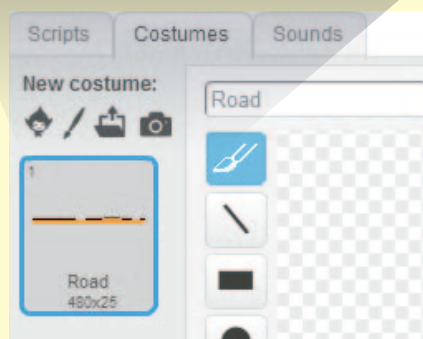 Scripts Costumes Sounds
New costume:
Road
1
Road
480x25